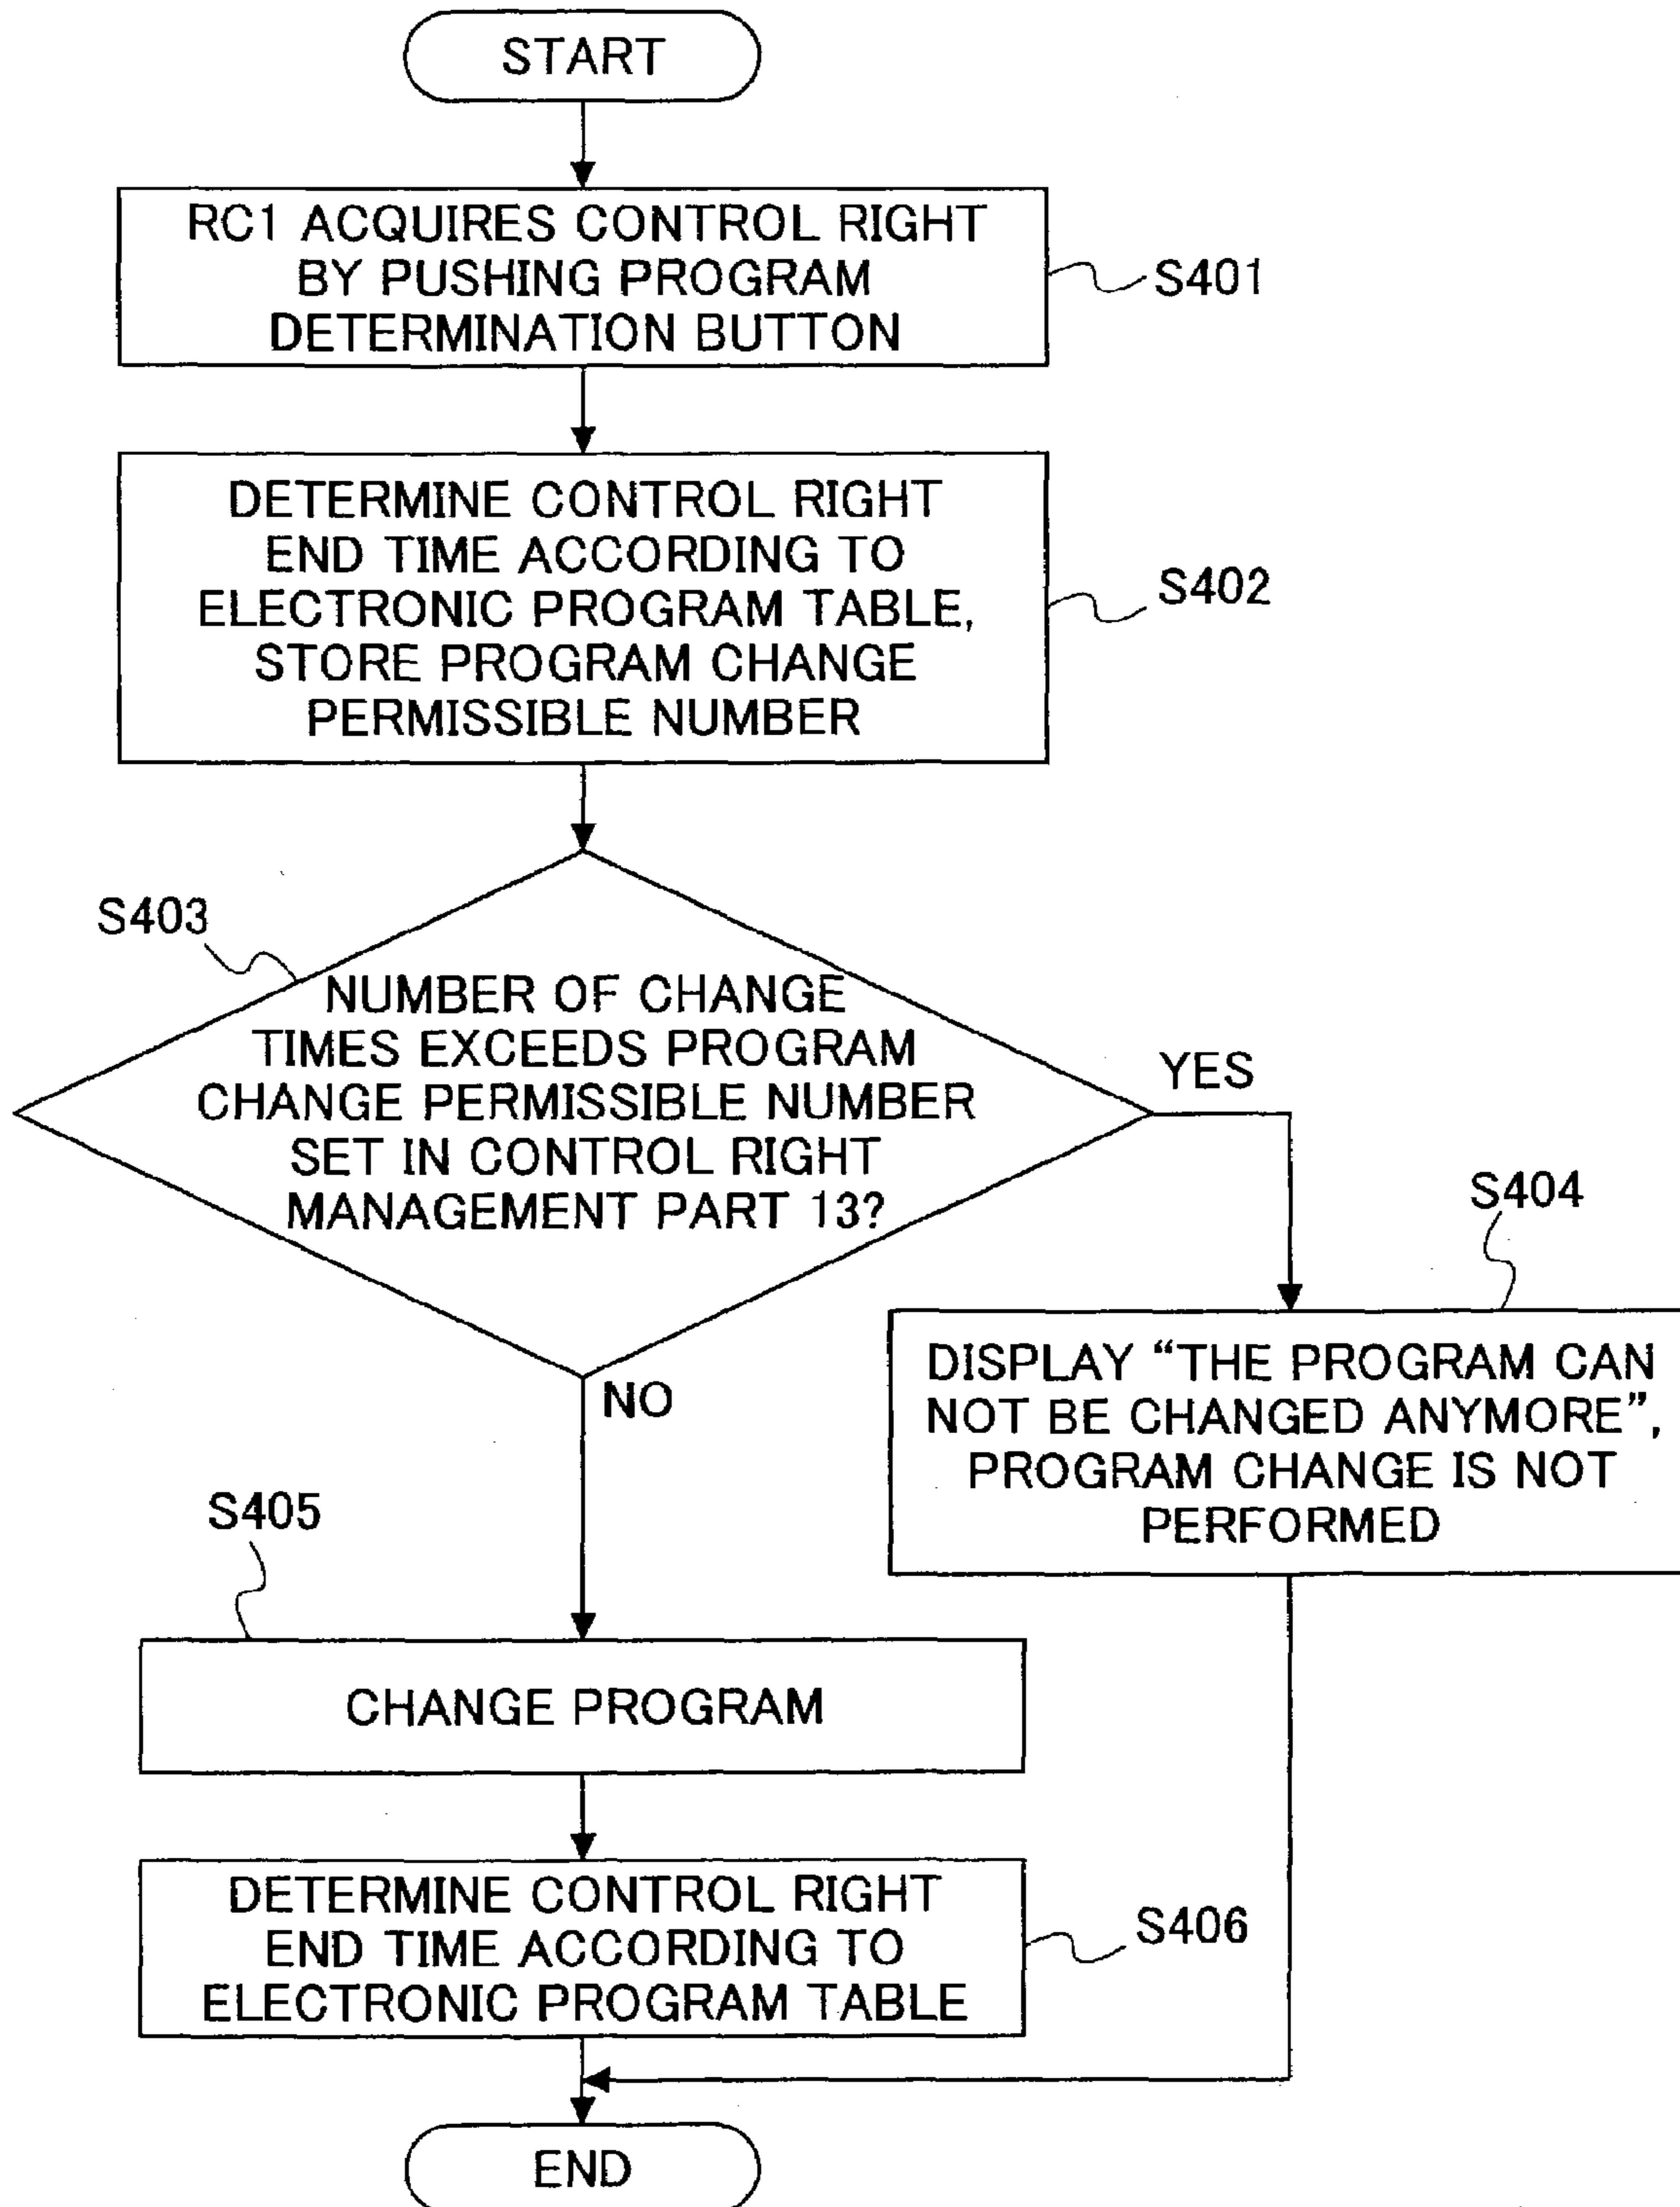 START
RC1 ACQUIRES CONTROL RIGHT
BY PUSHING PROGRAM
DETERMINATION BUTTON
S401
DETERMINE CONTROL RIGHT
END TIME ACCORDING TO
ELECTRONIC PROGRAM TABLE,
STORE PROGRAM CHANGE
PERMISSIBLE NUMBER
S402
S403
NUMBER OF CHANGE
TIMES EXCEEDS PROGRAM
CHANGE PERMISSIBLE NUMBER
SET IN CONTROL RIGHT
MANAGEMENT PART 13?
YES
NO
S404
DISPLAY “THE PROGRAM CAN
NOT BE CHANGED ANYMORE”,
PROGRAM CHANGE IS NOT
PERFORMED
S405
CHANGE PROGRAM
DETERMINE CONTROL RIGHT
END TIME ACCORDING TO
ELECTRONIC PROGRAM TABLE
S406
END